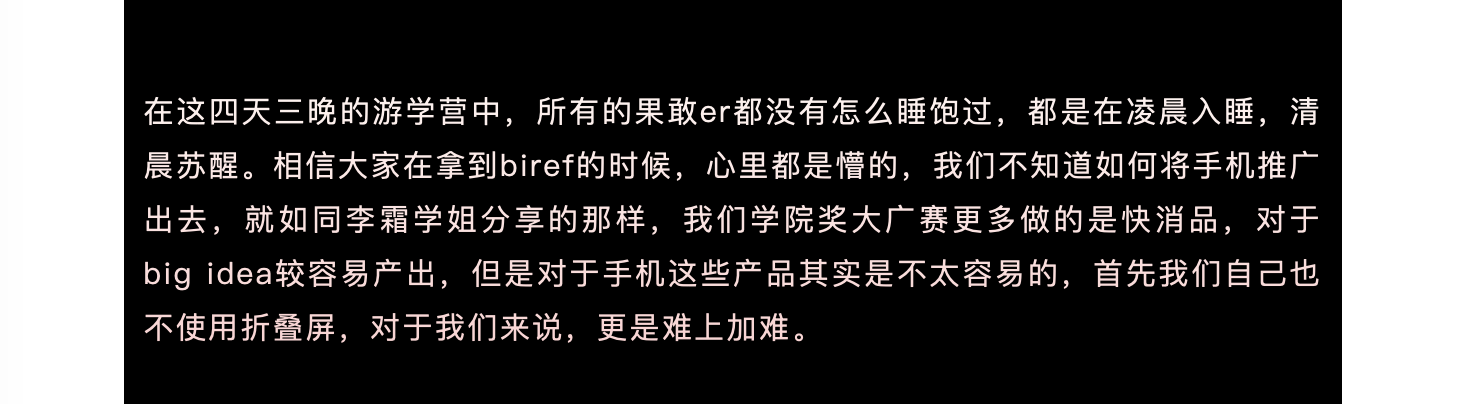 在这四天三晚的游学营中，所有的果敢er都没有怎么睡饱过，都是在凌晨入睡，清
晨苏醒。相信大家在拿到biref的时候，心里都是懵的，我们不知道如何将手机推广
出去，就如同李霜学姐分享的那样，我们学院奖大广赛更多做的是快消品，对于
big idea较容易产出，但是对于手机这些产品其实是不太容易的，首先我们自己也
不使用折叠屏，对于我们来说，更是难上加难。